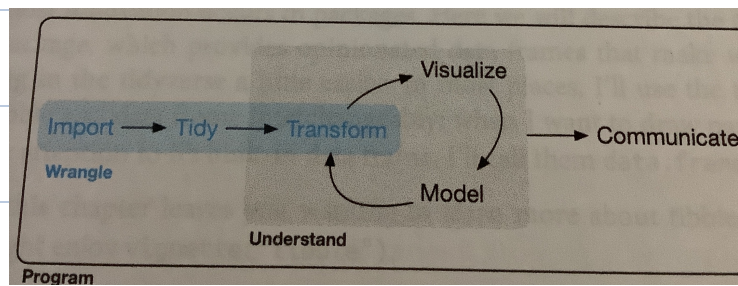 Visualize
Import Tidy Transform
Communicate
Wrangle
Model
Understand
Program